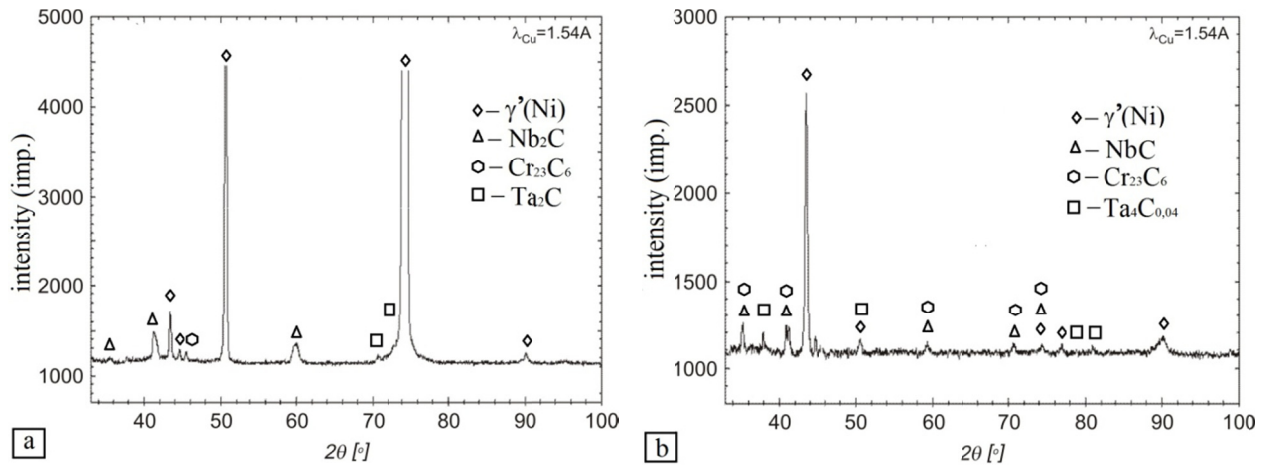 5000
4000
3000
2000
1000
intensity (imp.)
λCu=1.54A
◇– γ'(Ni)
△– Nb₂C
⬡– Cr₂₃C₆
□– Ta₂C
40 50 60 70 80 90 100
2θ [°]
a
3000
2500
2000
1500
1000
intensity (imp.)
λCu=1.54A
◇– γ'(Ni)
△– NbC
⬡– Cr₂₃C₆
□–Ta₄C₀,₀₄
40 50 60 70 80 90 100
2θ [°]
b